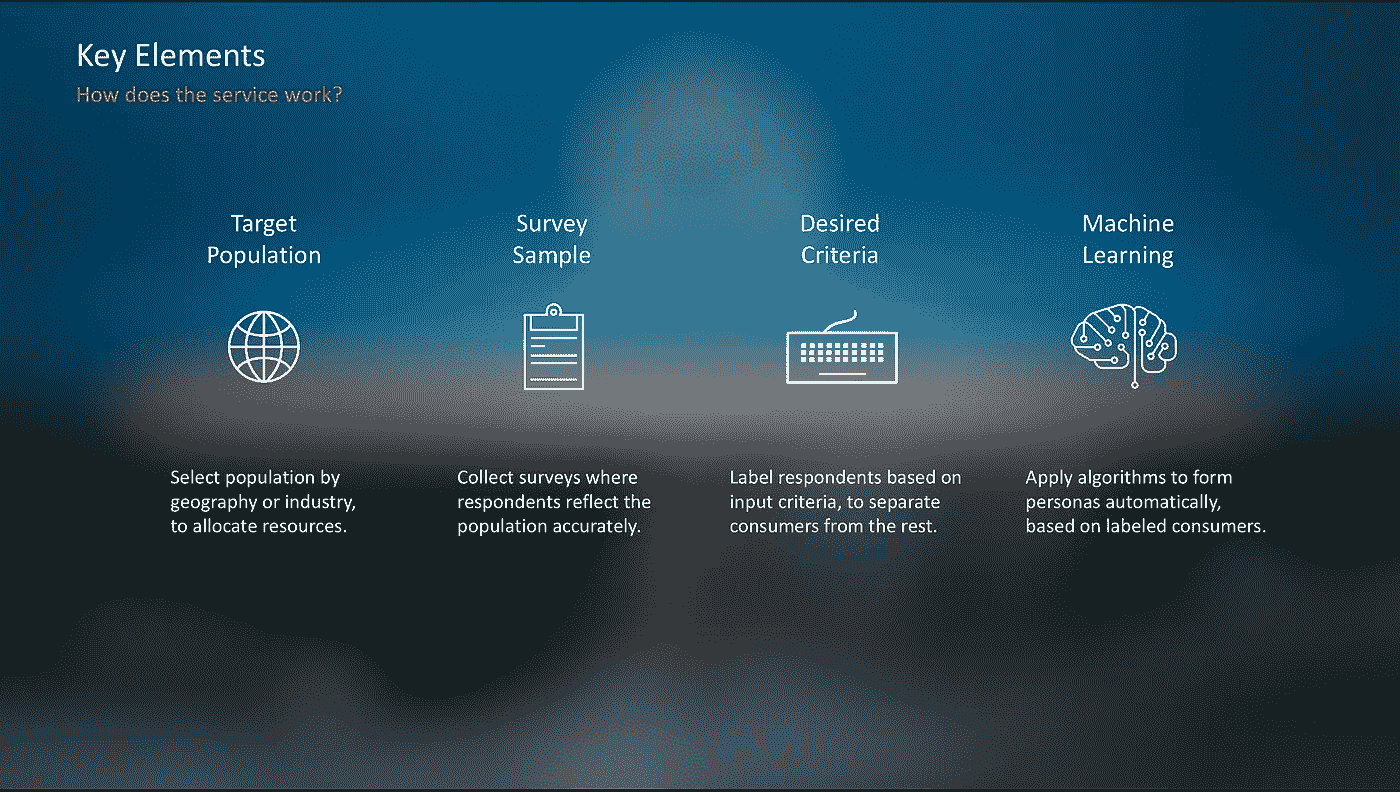 Key Elements
How does the service work?
Target
Population
Survey
Sample
Desired
Criteria
Machine
Learning
Select population by
geography or industry,
to allocate resources.
Collect surveys where
respondents reflect the
population accurately.
Label respondents based on
input criteria, to separate
consumers from the rest.
Apply algorithms to form
personas automatically,
based on labeled consumers.